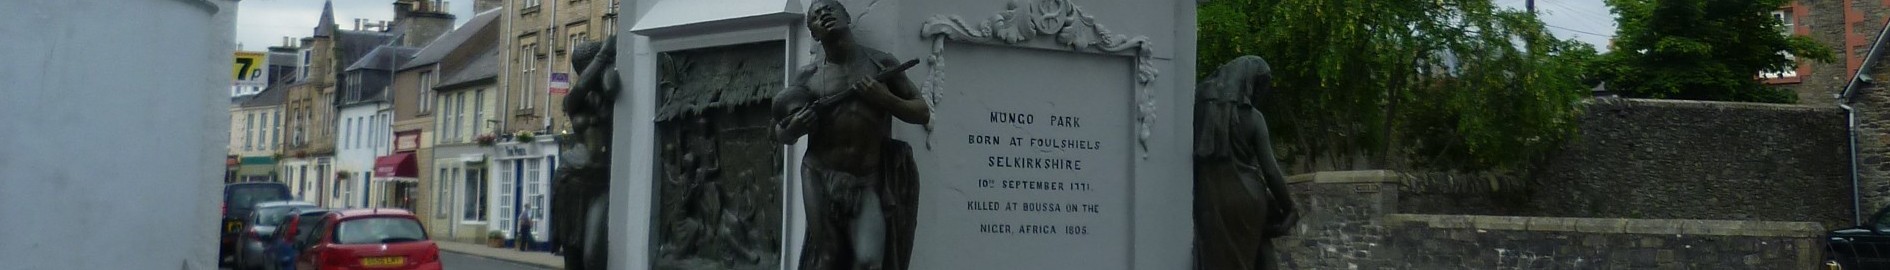 7p
MUNGO PARK
BORN AT FOULSHIELS
SELKIRKSHIRE
10TH SEPTEMBER 1771.
KILLED AT BOUSSA ON THE
NIGER, AFRICA 1805.